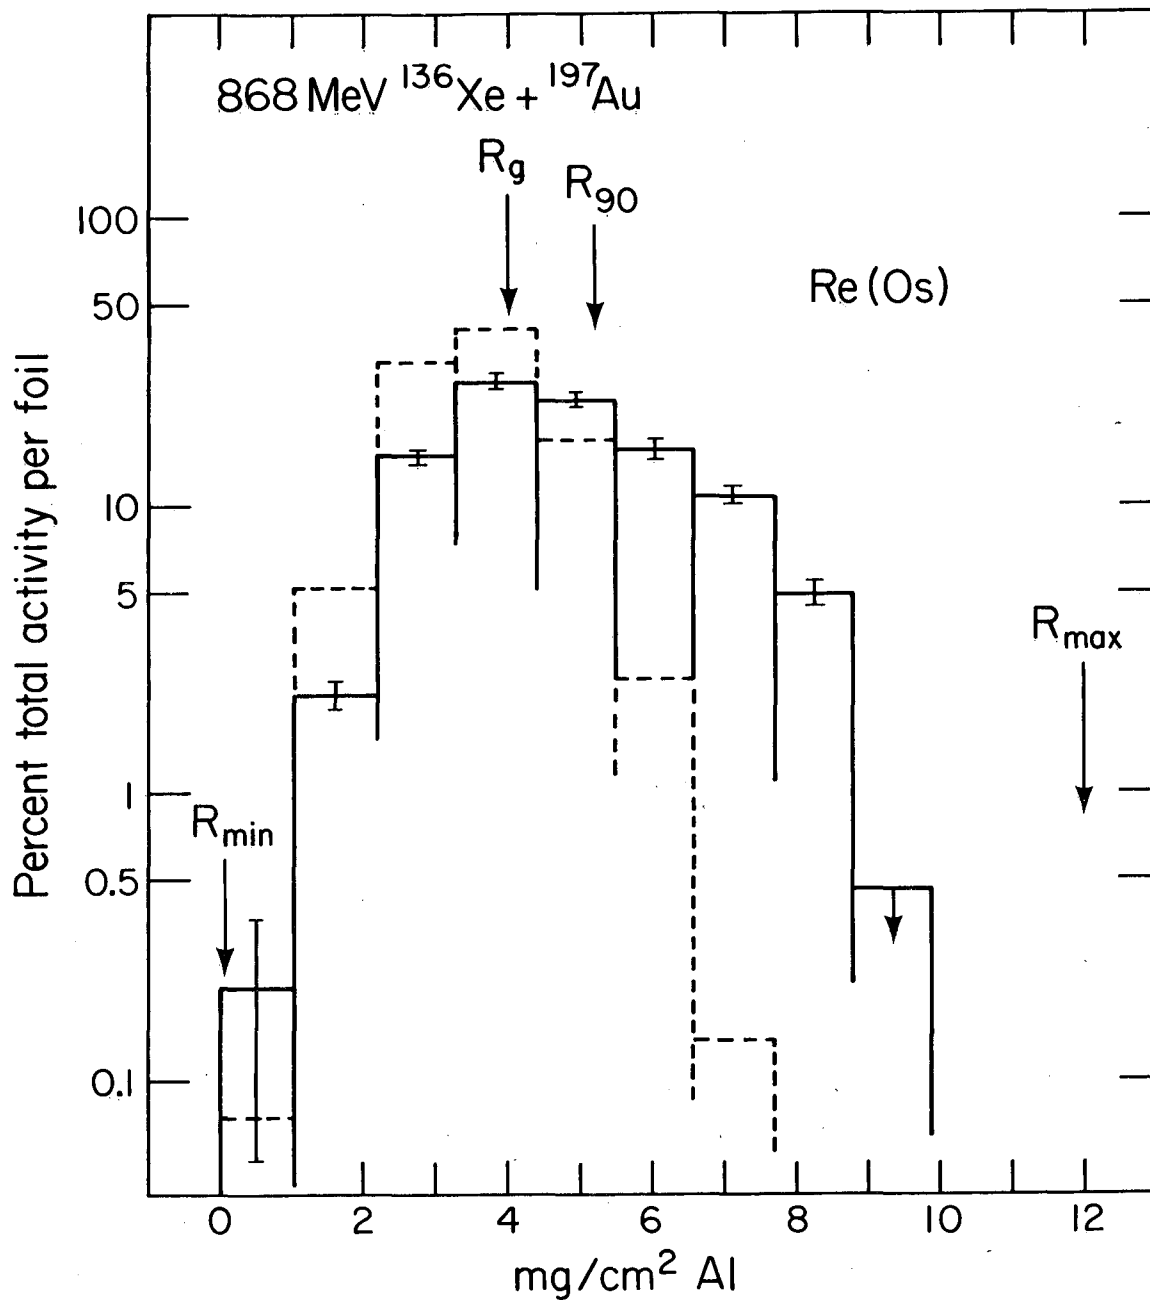 868 MeV ¹³⁶Xe + ¹⁹⁷Au
R_g
R_90
Re (Os)
R_max
R_min
Percent total activity per foil
100
50
10
5
1
0.5
0.1
0 2 4 6 8 10 12
mg/cm² Al